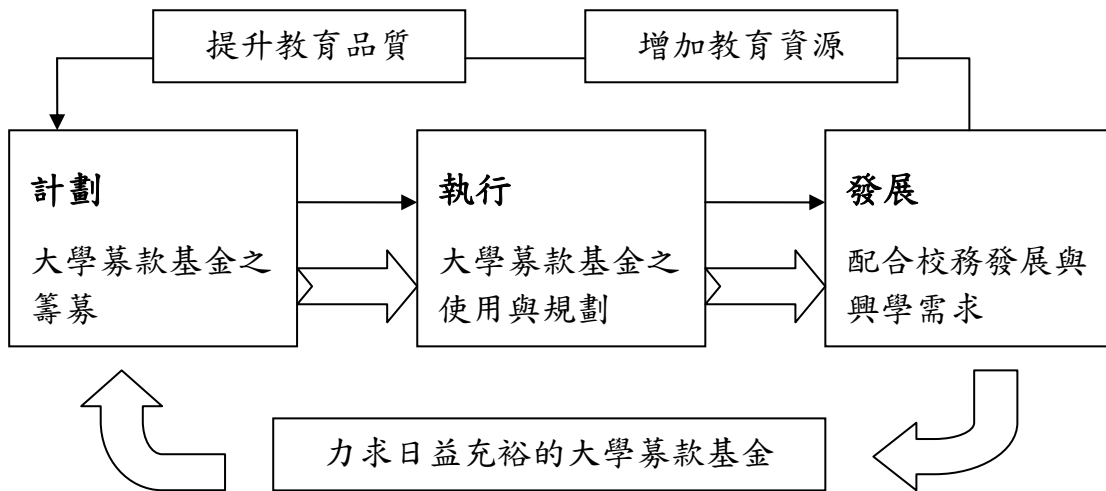 提升教育品質
增加教育資源
計劃
大學募款基金之
籌募
執行
大學募款基金之
使用與規劃
發展
配合校務發展與
興學需求
力求日益充裕的大學募款基金